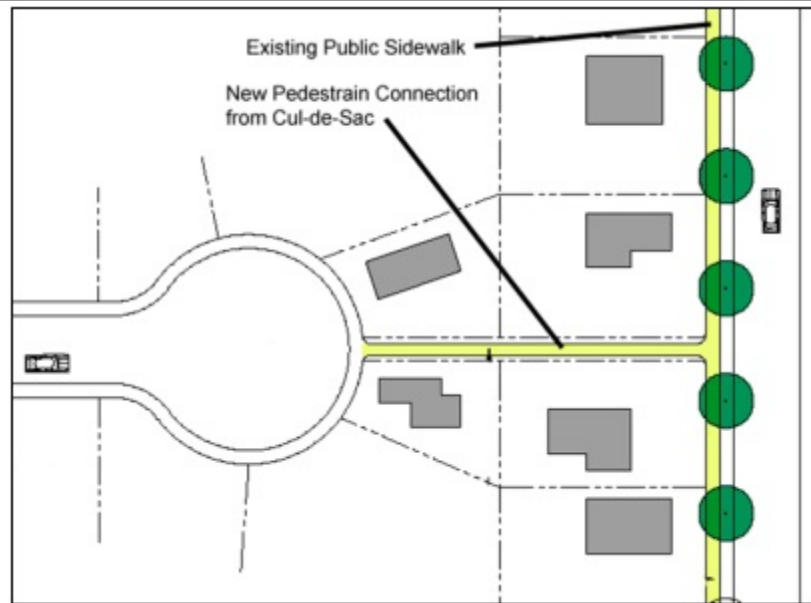 Existing Public Sidewalk
New Pedestrain Connection
from Cul-de-Sac